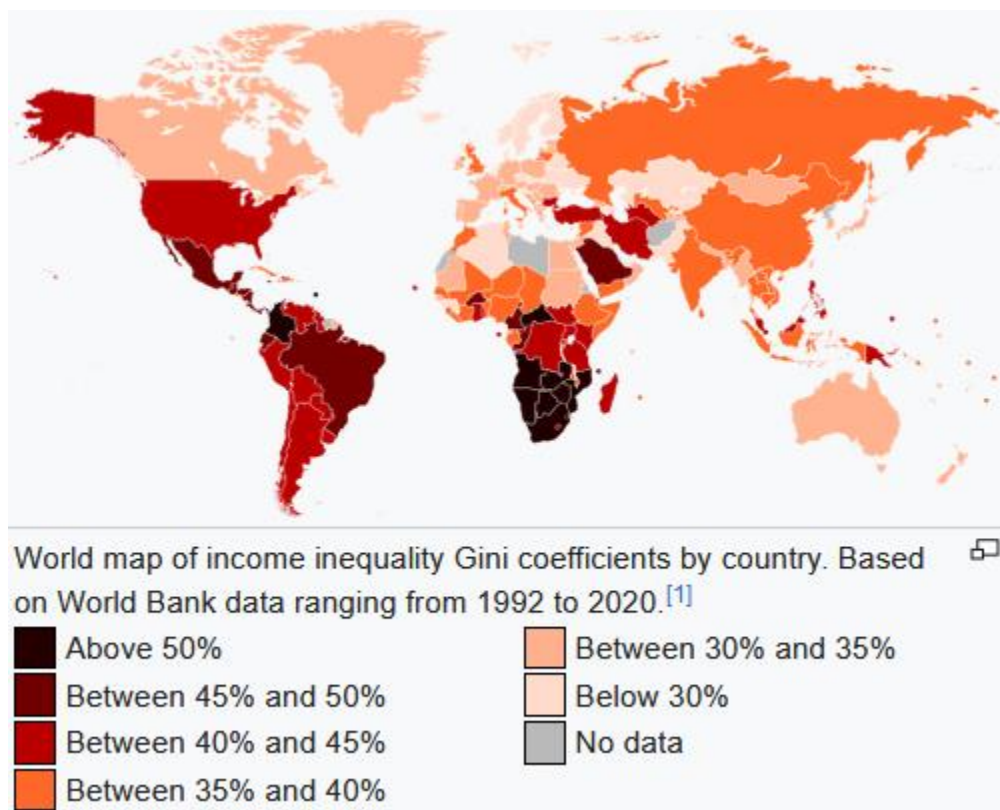 World map of income inequality Gini coefficients by country. Based
on World Bank data ranging from 1992 to 2020.[1]
Above 50%
Between 45% and 50%
Between 40% and 45%
Between 35% and 40%
Between 30% and 35%
Below 30%
No data